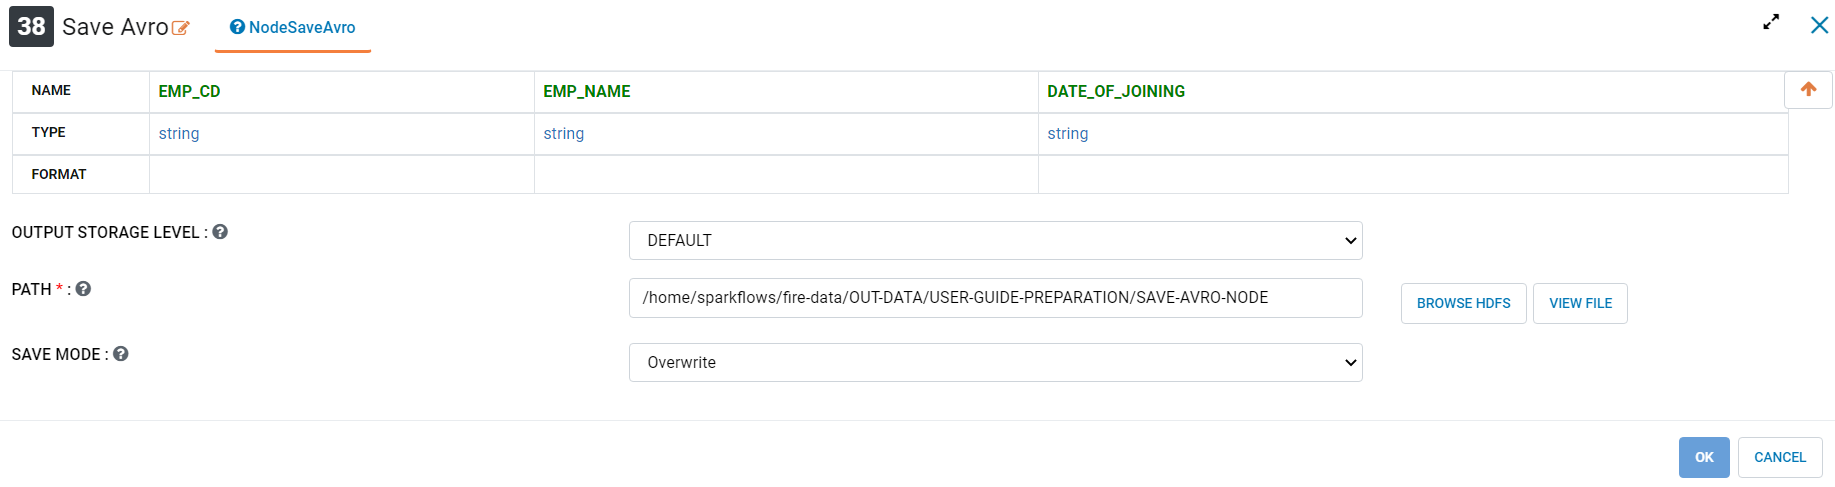 38 Save Avro NodeSaveAvro
NAME EMP_CD EMP_NAME DATE_OF_JOINING
TYPE string string string
FORMAT
OUTPUT STORAGE LEVEL : DEFAULT
PATH * : /home/sparkflows/fire-data/OUT-DATA/USER-GUIDE-PREPARATION/SAVE-AVRO-NODE BROWSE HDFS VIEW FILE
SAVE MODE : Overwrite
OK CANCEL